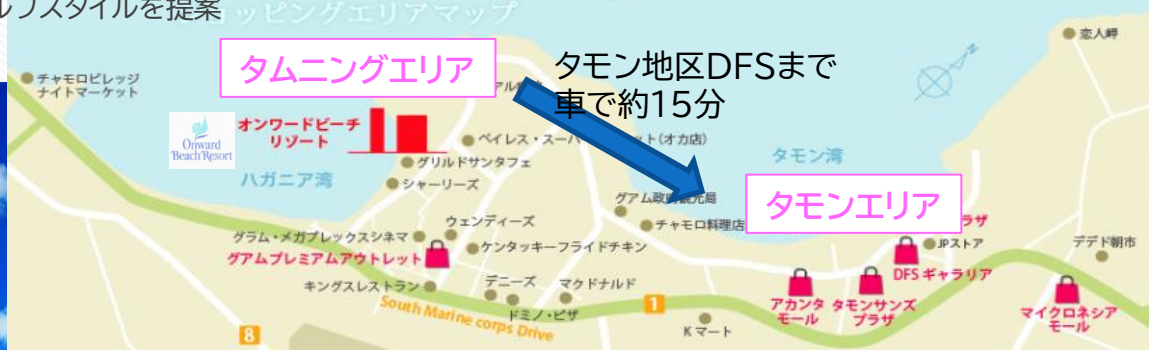 ルフスタイルを提案
ョッピングエリアマップ
タムニングエリア
タモン地区DFSまで
車で約15分
恋人岬
チャモロビレッジ
ナイトマーケット
Onward
Beach Resort
オンワードビーチ
リゾート
ペイレス・スーパ
ット(オカ店)
グリルドサンタフェ
シャーリーズ
ハガニア湾
タモン湾
タモンエリア
グアム政府観光局
チャモロ料理店
ラザ
JPストア
デデド朝市
ウェンディーズ
グラム・メガプレックスシネマ
グアムプレミアムアウトレット
ケンタッキーフライドチキン
DFS ギャラリア
キングスレストラン
デニーズ
マクドナルド
ドミノ・ピザ
South Marine corps Drive
1
8
Kマート
アカンタ
モール
タモンサンズ
プラザ
マイクロネシア
モール